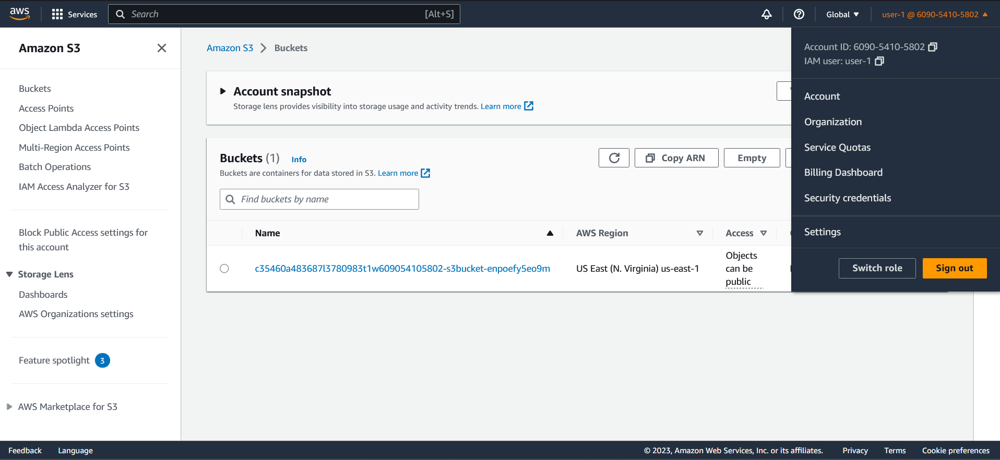 aws
Services
Search [Alt+S]
Global
user-1 @ 6090-5410-5802
Amazon S3
Buckets
Access Points
Object Lambda Access Points
Multi-Region Access Points
Batch Operations
IAM Access Analyzer for S3
Block Public Access settings for
this account
Storage Lens
Dashboards
AWS Organizations settings
Feature spotlight 3
AWS Marketplace for S3
Amazon S3 > Buckets
Account snapshot
Storage lens provides visibility into storage usage and activity trends. Learn more
Buckets (1) Info
Buckets are containers for data stored in S3. Learn more
Copy ARN
Empty
Find buckets by name
Name AWS Region Access
c35460a483687l3780983t1w609054105802-s3bucket-enpoefy5eo9m US East (N. Virginia) us-east-1
Objects
can be
public
Account ID: 6090-5410-5802
IAM user: user-1
Account
Organization
Service Quotas
Billing Dashboard
Security credentials
Settings
Switch role
Sign out
Feedback Language © 2023, Amazon Web Services, Inc. or its affiliates. Privacy Terms Cookie preferences